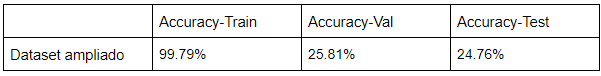 Accuracy-Train Accuracy-Val Accuracy-Test
Dataset ampliado 99.79% 25.81% 24.76%